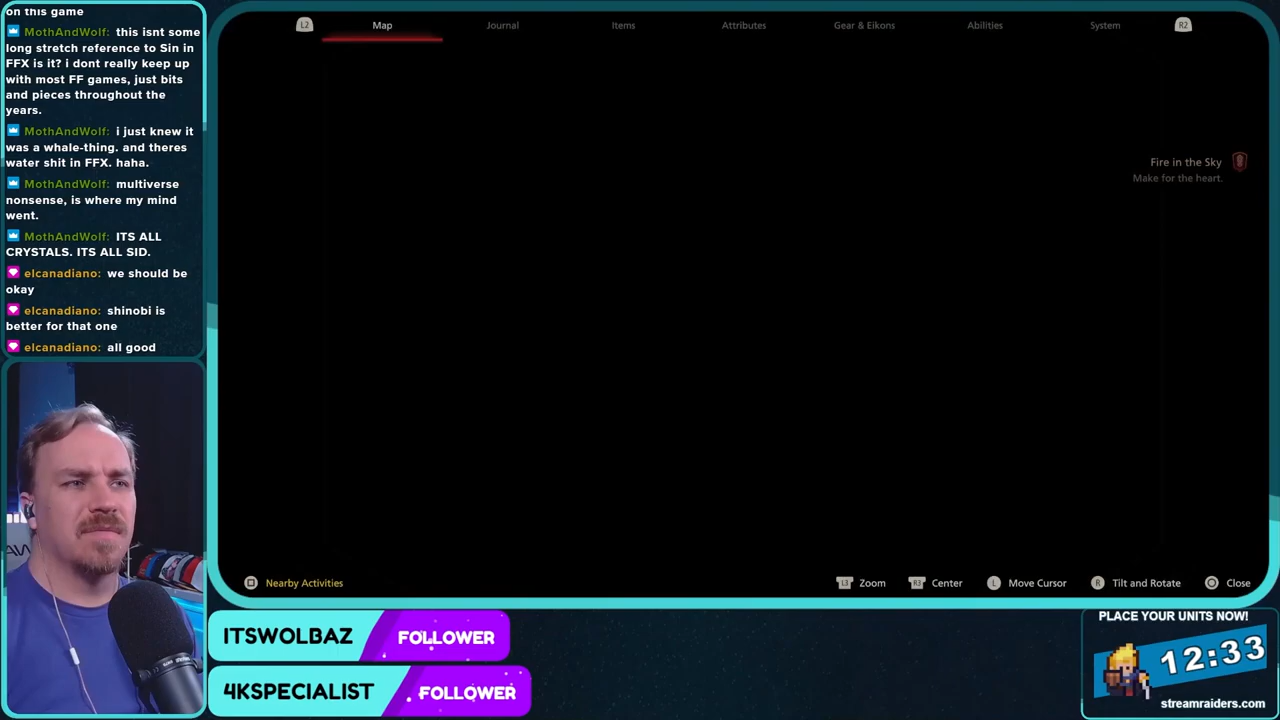 on this game
MothAndWolf: this isnt some
long stretch reference to Sin in
FFX is it? i dont really keep up
with most FF games, just bits
and pieces throughout the
years.
MothAndWolf: i just knew it
was a whale-thing. and theres
water shit in FFX. haha.
MothAndWolf: multiverse
nonsense, is where my mind
went.
MothAndWolf: ITS ALL
CRYSTALS. ITS ALL SID.
elcanadiano: we should be
okay
elcanadiano: shinobi is
better for that one
elcanadiano: all good
L2 Map Journal Items Attributes Gear & Eikons Abilities System R2
Fire in the Sky
Make for the heart.
Nearby Activities L3 Zoom R3 Center L Move Cursor R Tilt and Rotate Close
ITSWOLBAZ FOLLOWER
4KSPECIALIST FOLLOWER
PLACE YOUR UNITS NOW!
12:33
streamraiders.com